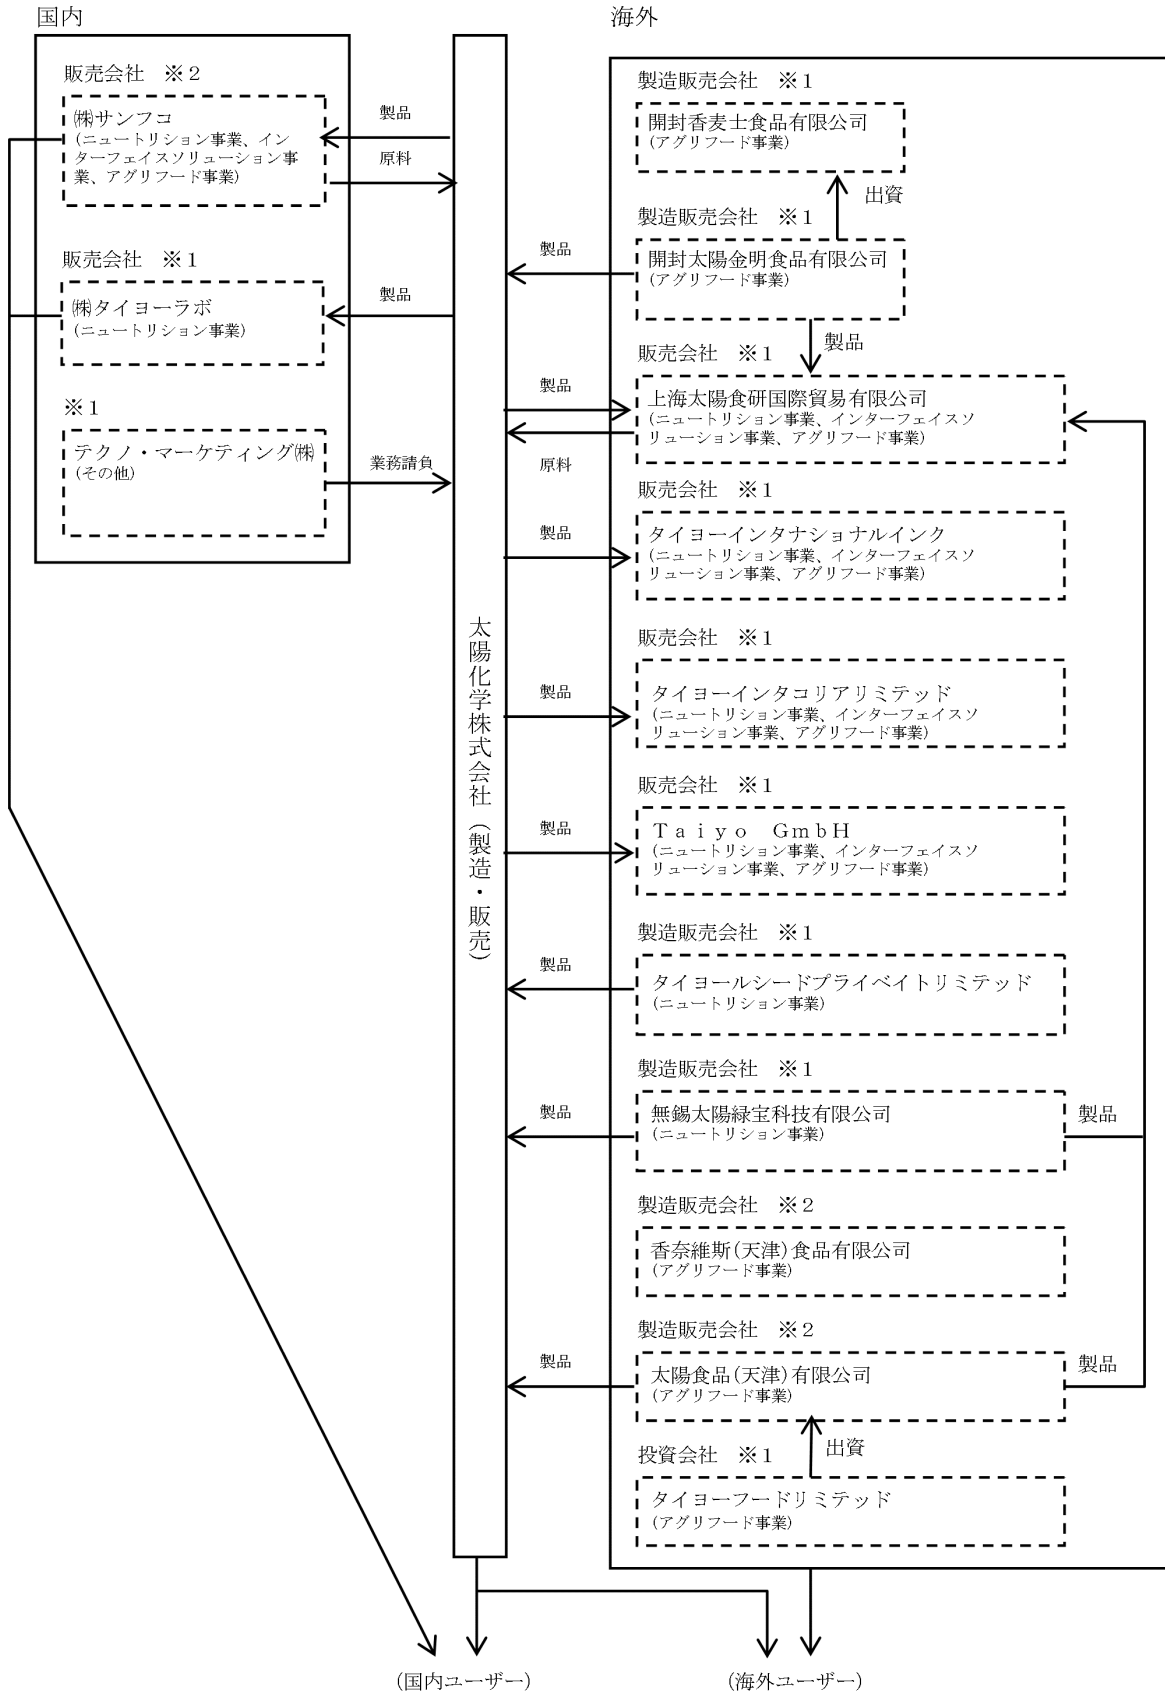 国内
販売会社　※２
㈱サンフコ
(ニュートリション事業、イン
ターフェイスソリューション事
業、アグリフード事業)
製品
原料
販売会社　※１
㈱タイヨーラボ
(ニュートリション事業)
製品
※１
テクノ・マーケティング㈱
(その他)
業務請負
太陽化学株式会社（製造・販売）
海外
製造販売会社　※１
開封香麦士食品有限公司
(アグリフード事業)
出資
製造販売会社　※１
開封太陽金明食品有限公司
(アグリフード事業)
製品
製品
販売会社　※１
上海太陽食研国際貿易有限公司
(ニュートリション事業、インターフェイスソ
リューション事業、アグリフード事業)
製品
原料
販売会社　※１
タイヨーインタナショナルインク
(ニュートリション事業、インターフェイスソ
リューション事業、アグリフード事業)
製品
販売会社　※１
タイヨーインタコリアリミテッド
(ニュートリション事業、インターフェイスソ
リューション事業、アグリフード事業)
製品
販売会社　※１
Ｔａｉｙｏ　ＧｍｂＨ
(ニュートリション事業、インターフェイスソ
リューション事業、アグリフード事業)
製品
製造販売会社　※１
タイヨールシードプライベイトリミテッド
(ニュートリション事業)
製品
製造販売会社　※１
無錫太陽緑宝科技有限公司
(ニュートリション事業)
製品
製品
製造販売会社　※２
香奈維斯(天津)食品有限公司
(アグリフード事業)
製造販売会社　※２
太陽食品(天津)有限公司
(アグリフード事業)
製品
製品
出資
投資会社　※１
タイヨーフードリミテッド
(アグリフード事業)
(国内ユーザー)
(海外ユーザー)